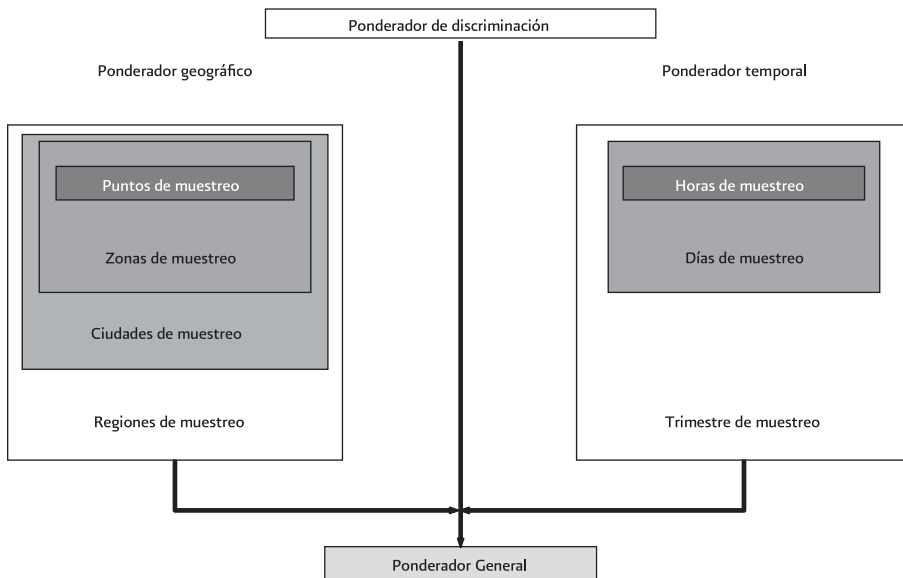 Ponderador de discriminación
Ponderador geográfico
Ponderador temporal
Puntos de muestreo
Zonas de muestreo
Ciudades de muestreo
Regiones de muestreo
Horas de muestreo
Días de muestreo
Trimestre de muestreo
Ponderador General